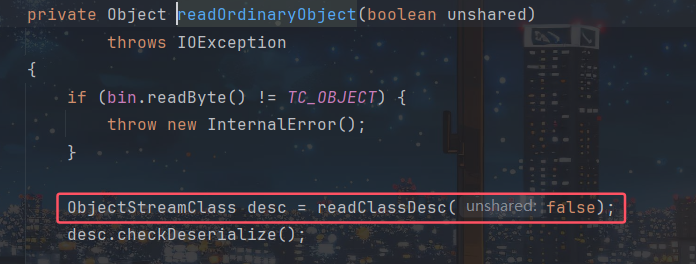 private Object readOrdinaryObject(boolean unshared)
throws IOException
{
if (bin.readByte() != TC_OBJECT) {
throw new InternalError();
}
ObjectStreamClass desc = readClassDesc( unshared: false);
desc.checkDeserialize();